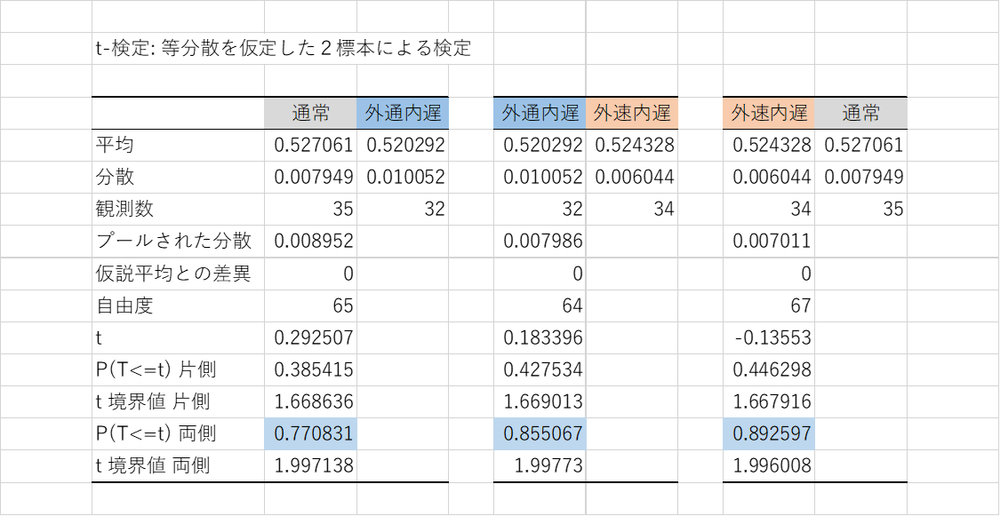 t-検定: 等分散を仮定した２標本による検定
通常 外通内遅 外通内遅 外速内遅 外速内遅 通常
平均 0.527061 0.520292 0.520292 0.524328 0.524328 0.527061
分散 0.007949 0.010052 0.010052 0.006044 0.006044 0.007949
観測数 35 32 32 34 34 35
プールされた分散 0.008952 0.007986 0.007011
仮説平均との差異 0 0 0
自由度 65 64 67
t 0.292507 0.183396 -0.13553
P(T<=t) 片側 0.385415 0.427534 0.446298
t 境界値 片側 1.668636 1.669013 1.667916
P(T<=t) 両側 0.770831 0.855067 0.892597
t 境界値 両側 1.997138 1.99773 1.996008